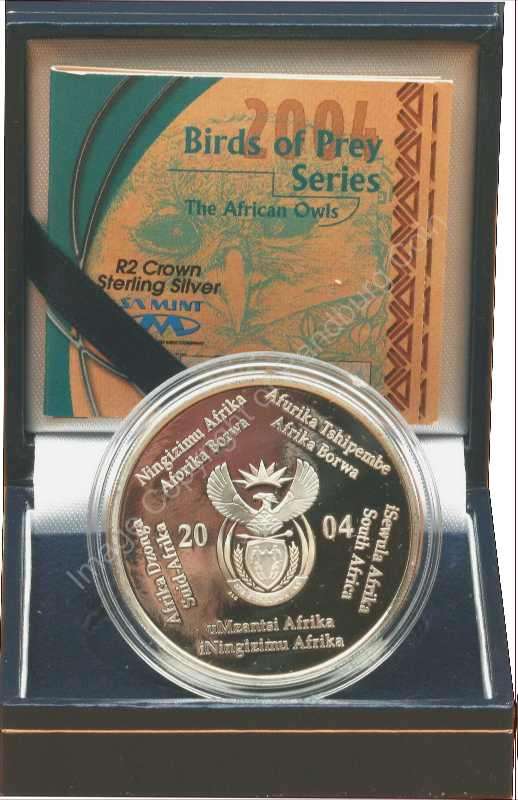 2004
Birds of Prey
Series
The African Owls
R2 Crown
Sterling Silver
SA MINT
Ningizimu Afrika
Aforika Borwa
Afurika Tshipembe
Afrika Borwa
iSewula Afrika
South Africa
uMzantsi Afrika
iNingizimu Afrika
Afrika Dzonga
Suid-Afrika
20 04